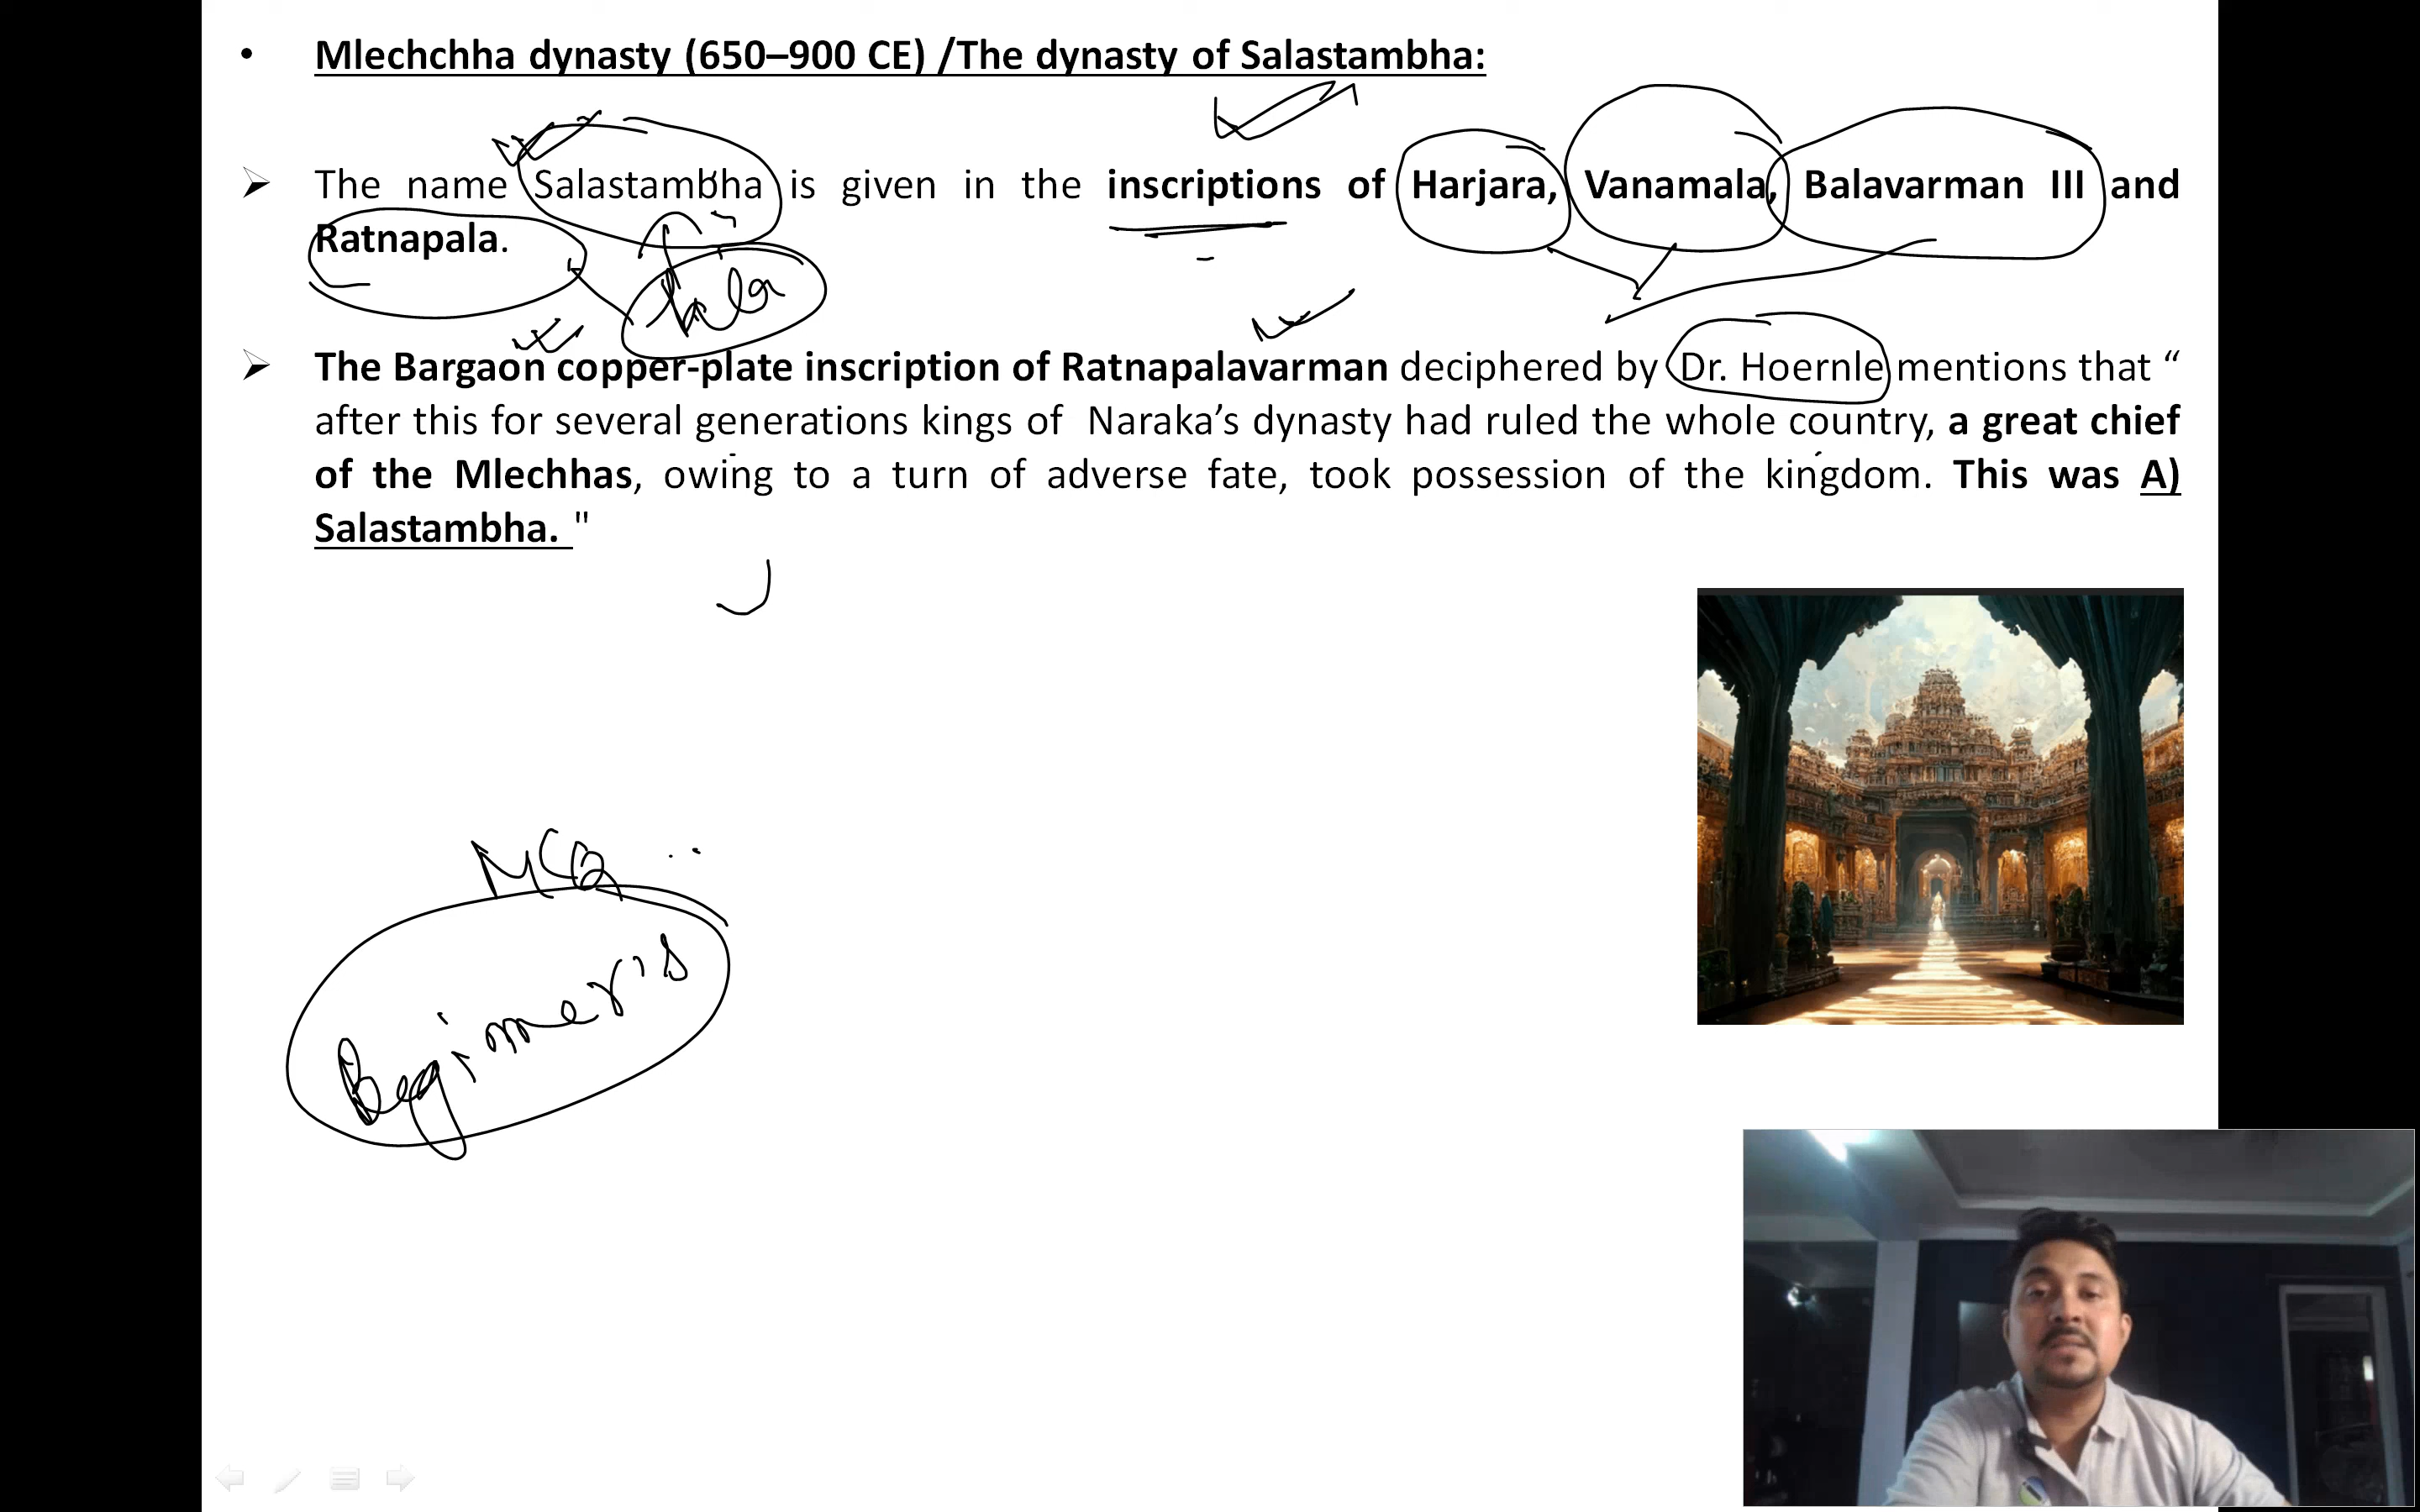 • Mlechchha dynasty (650–900 CE) /The dynasty of Salastambha:
➢ The name Salastambha is given in the inscriptions of Harjara, Vanamala, Balavarman III and
Ratnapala.
Pala
➢ The Bargaon copper-plate inscription of Ratnapalavarman deciphered by Dr. Hoernle mentions that “
after this for several generations kings of Naraka’s dynasty had ruled the whole country, a great chief
of the Mlechhas, owing to a turn of adverse fate, took possession of the kingdom. This was A)
Salastambha. "
MCQ
Beginner's